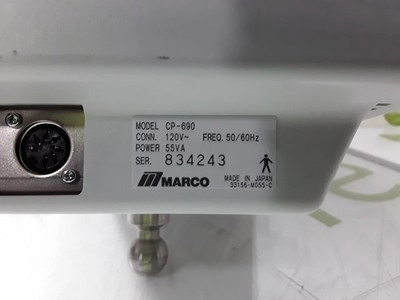 MODEL CP-690
CONN. 120V~ FREQ. 50/60Hz
POWER 55VA
SER. 834243
MARCO
MADE IN JAPAN
33156-M055-C